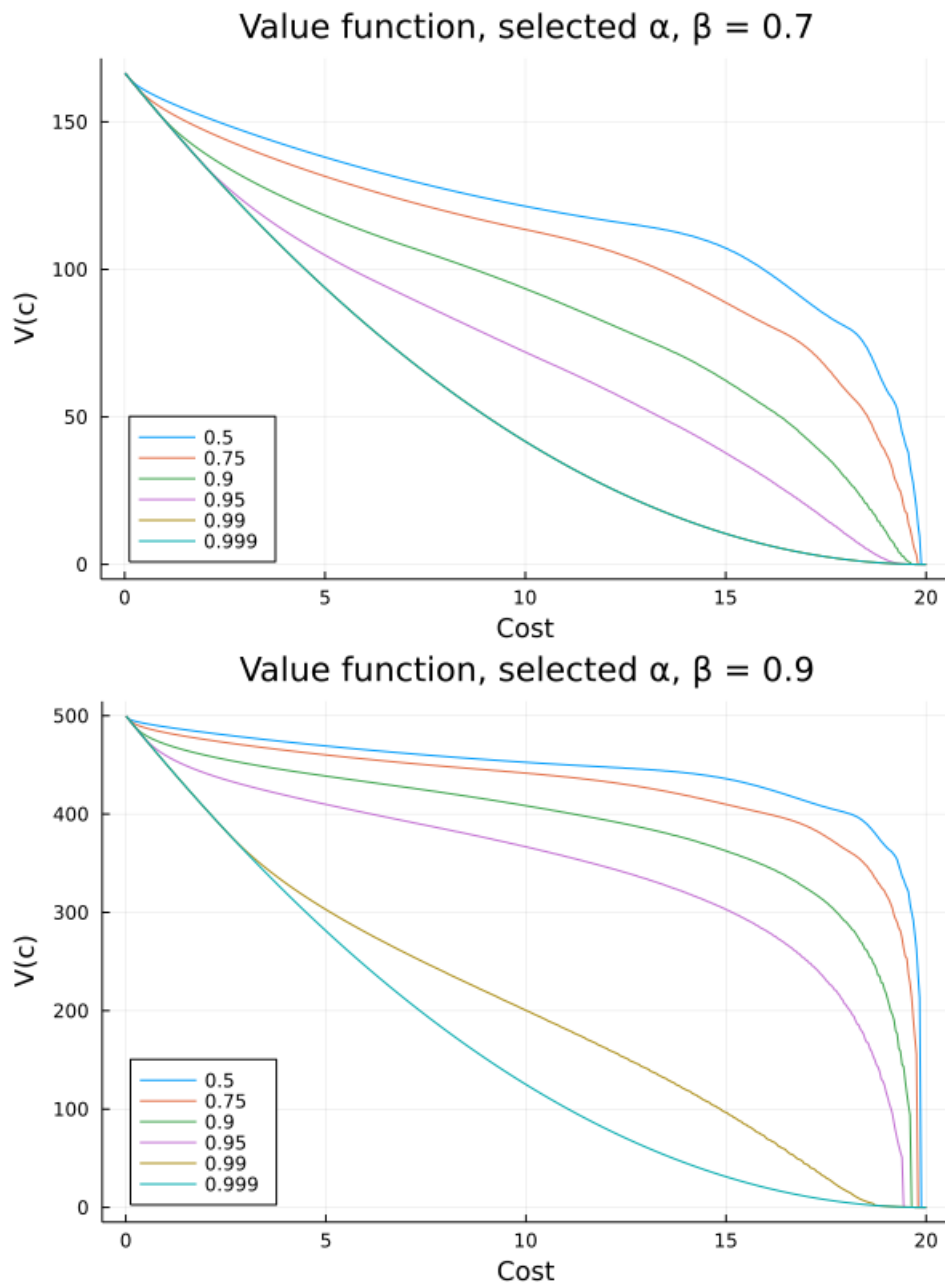 Value function, selected α, β = 0.7
150
100
50
0
V(c)
0.5
0.75
0.9
0.95
0.99
0.999
0 5 10 15 20
Cost
Value function, selected α, β = 0.9
500
400
300
200
100
0
V(c)
0.5
0.75
0.9
0.95
0.99
0.999
0 5 10 15 20
Cost